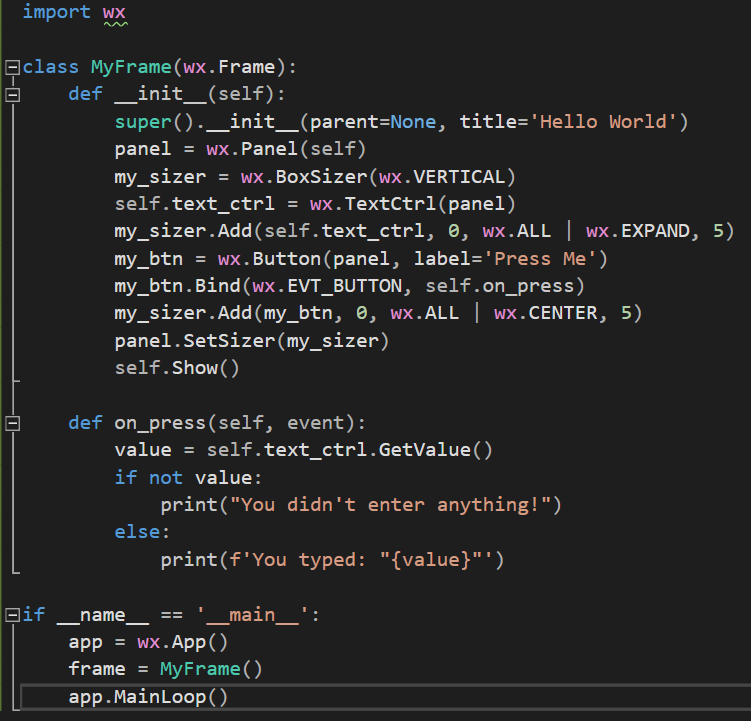 import wx

class MyFrame(wx.Frame):
    def __init__(self):
        super().__init__(parent=None, title='Hello World')
        panel = wx.Panel(self)
        my_sizer = wx.BoxSizer(wx.VERTICAL)
        self.text_ctrl = wx.TextCtrl(panel)
        my_sizer.Add(self.text_ctrl, 0, wx.ALL | wx.EXPAND, 5)
        my_btn = wx.Button(panel, label='Press Me')
        my_btn.Bind(wx.EVT_BUTTON, self.on_press)
        my_sizer.Add(my_btn, 0, wx.ALL | wx.CENTER, 5)
        panel.SetSizer(my_sizer)
        self.Show()

    def on_press(self, event):
        value = self.text_ctrl.GetValue()
        if not value:
            print("You didn't enter anything!")
        else:
            print(f'You typed: "{value}"')

if __name__ == '__main__':
    app = wx.App()
    frame = MyFrame()
    app.MainLoop()